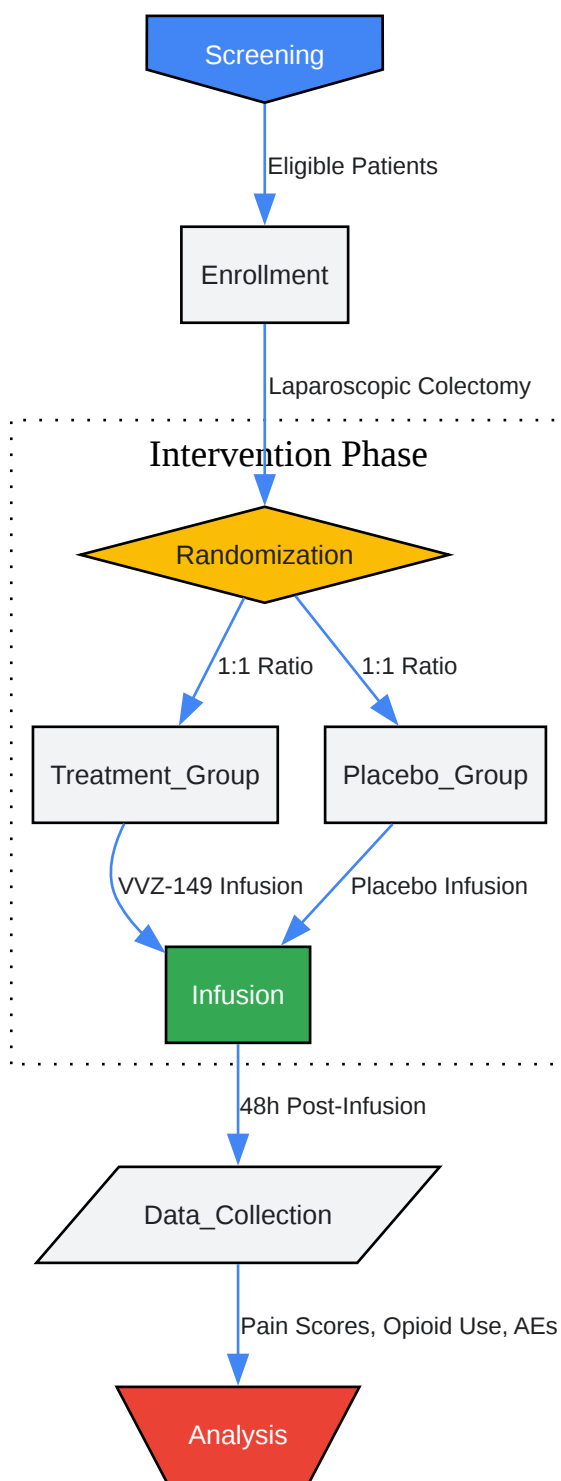 Screening
Eligible Patients
Enrollment
Laparoscopic Colectomy
Intervention Phase
Randomization
1:1 Ratio
1:1 Ratio
Treatment_Group
Placebo_Group
VVZ-149 Infusion
Placebo Infusion
Infusion
48h Post-Infusion
Data_Collection
Pain Scores, Opioid Use, AEs
Analysis